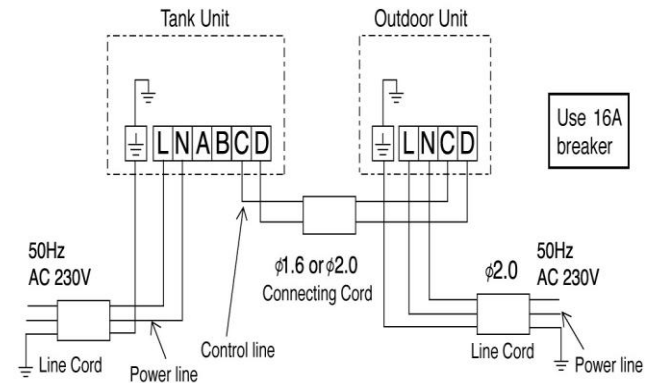 Tank Unit
Outdoor Unit
L N A B C D
L N C D
Use 16A
breaker
50Hz
AC 230V
ϕ1.6 or ϕ2.0
Connecting Cord
ϕ2.0
50Hz
AC 230V
Line Cord
Power line
Control line
Line Cord
Power line